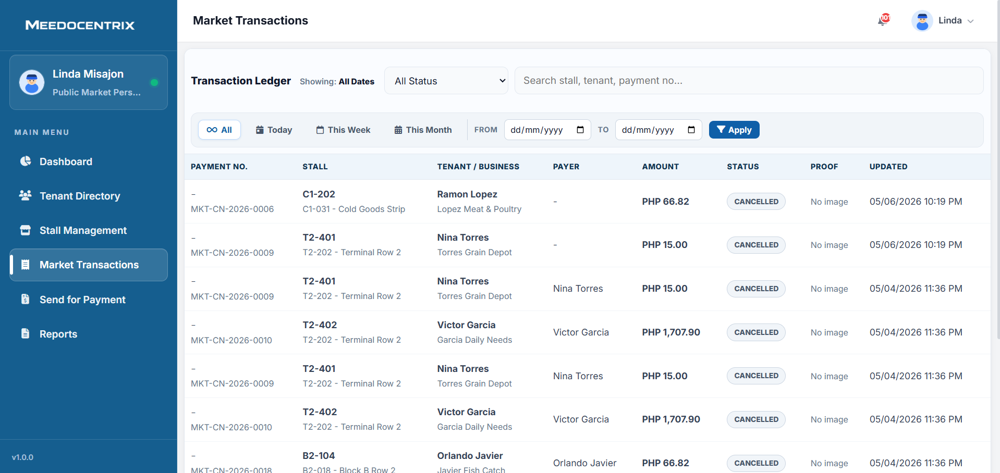 MEEDOCENTRIX
Linda Misajon
Public Market Pers...
MAIN MENU
Dashboard
Tenant Directory
Stall Management
Market Transactions
Send for Payment
Reports
v1.0.0
Market Transactions
101
Linda
Transaction Ledger Showing: All Dates All Status Search stall, tenant, payment no...
All Today This Week This Month FROM dd/mm/yyyy TO dd/mm/yyyy Apply
PAYMENT NO. STALL TENANT / BUSINESS PAYER AMOUNT STATUS PROOF UPDATED
– C1-202 Ramon Lopez - PHP 66.82 CANCELLED No image 05/06/2026 10:19 PM
MKT-CN-2026-0006 C1-031 - Cold Goods Strip Lopez Meat & Poultry
– T2-401 Nina Torres - PHP 15.00 CANCELLED No image 05/06/2026 10:19 PM
MKT-CN-2026-0009 T2-202 - Terminal Row 2 Torres Grain Depot
– T2-401 Nina Torres Nina Torres PHP 15.00 CANCELLED No image 05/04/2026 11:36 PM
MKT-CN-2026-0009 T2-202 - Terminal Row 2 Torres Grain Depot
– T2-402 Victor Garcia Victor Garcia PHP 1,707.90 CANCELLED No image 05/04/2026 11:36 PM
MKT-CN-2026-0010 T2-202 - Terminal Row 2 Garcia Daily Needs
– T2-401 Nina Torres Nina Torres PHP 15.00 CANCELLED No image 05/04/2026 11:36 PM
MKT-CN-2026-0009 T2-202 - Terminal Row 2 Torres Grain Depot
– T2-402 Victor Garcia Victor Garcia PHP 1,707.90 CANCELLED No image 05/04/2026 11:36 PM
MKT-CN-2026-0010 T2-202 - Terminal Row 2 Garcia Daily Needs
– B2-104 Orlando Javier Orlando Javier PHP 66.82 CANCELLED No image 05/04/2026 11:36 PM
MKT-CN-2026-0018 B2-018 - Block B Row 2 Javier Fish Catch